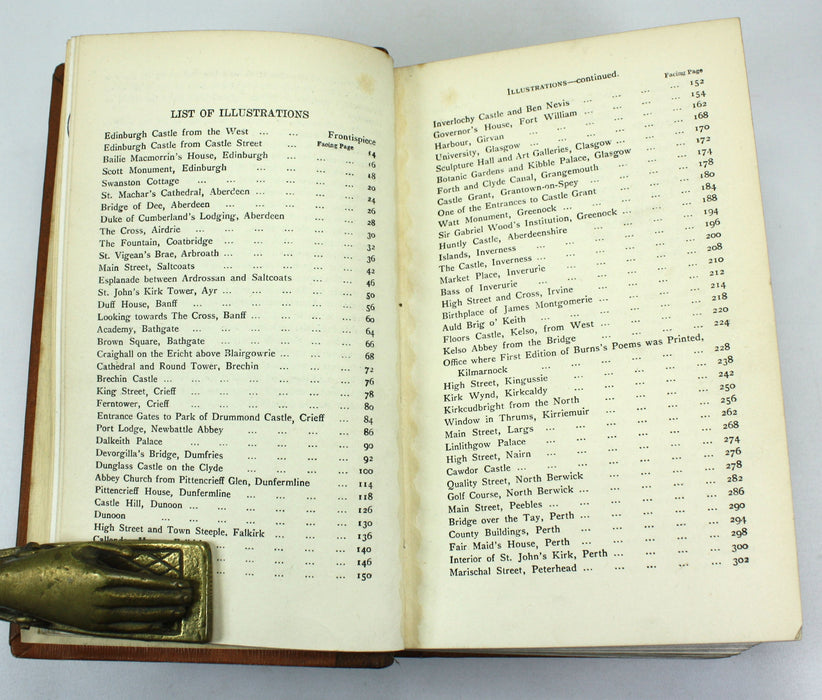 LIST OF ILLUSTRATIONS
Edinburgh Castle from the West ... ... Frontispiece
Facing Page
Edinburgh Castle from Castle Street ... 14
Bailie Macmorrin's House, Edinburgh ... ... 16
Scott Monument, Edinburgh ... ... ... 18
Swanston Cottage ... ... ... ... 20
St. Machar's Cathedral, Aberdeen ... ... ... 24
Bridge of Dee, Aberdeen ... ... ... ... 26
Duke of Cumberland's Lodging, Aberdeen ... ... 28
The Cross, Airdrie ... ... ... ... 30
The Fountain, Coatbridge ... ... ... ... 32
St. Vigean's Brae, Arbroath ... ... ... ... 36
Main Street, Saltcoats ... ... ... ... 42
Esplanade between Ardrossan and Saltcoats ... ... 46
St. John's Kirk Tower, Ayr ... ... ... ... 50
Duff House, Banff ... ... ... ... ... 56
Looking towards The Cross, Banff ... ... ... ... 60
Academy, Bathgate ... ... ... ... ... 64
Brown Square, Bathgate ... ... ... ... 66
Craighall on the Ericht above Blairgowrie ... ... ... 68
Cathedral and Round Tower, Brechin ... ... ... 72
Brechin Castle ... ... ... ... ... ... 76
King Street, Crieff ... ... ... ... ... 78
Ferntower, Crieff ... ... ... ... ... 80
Entrance Gates to Park of Drummond Castle, Crieff ... 84
Port Lodge, Newbattle Abbey ... ... ... ... 86
Dalkeith Palace ... ... ... ... ... 90
Devorgilla's Bridge, Dumfries ... ... ... ... 92
Dunglass Castle on the Clyde ... ... ... ... 100
Abbey Church from Pittencrieff Glen, Dunfermline ... 114
Pittencrieff House, Dunfermline ... ... ... ... 118
Castle Hill, Dunoon ... ... ... ... ... 126
Dunoon ... ... ... ... ... 130
High Street and Town Steeple, Falkirk ... ... ... 136
... ... 140
... ... 146
... ... 150
ILLUSTRATIONS—continued.
Facing Page
Inverlochy Castle and Ben Nevis ... ... ... ... 152
Governor's House, Fort William ... ... ... ... 154
Harbour, Girvan ... ... ... ... ... 162
University, Glasgow ... ... ... ... ... 168
Sculpture Hall and Art Galleries, Glasgow ... ... ... 170
Botanic Gardens and Kibble Palace, Glasgow ... ... 172
Forth and Clyde Canal, Grangemouth ... ... ... 174
Castle Grant, Grantown-on-Spey ... ... ... 178
One of the Entrances to Castle Grant ... ... ... 180
Watt Monument, Greenock ... ... ... ... 184
Sir Gabriel Wood's Institution, Greenock ... ... ... 188
Huntly Castle, Aberdeenshire ... ... ... 194
Islands, Inverness ... ... ... ... ... 196
The Castle, Inverness ... ... ... ... ... 200
Market Place, Inverurie ... ... ... ... 208
Bass of Inverurie ... ... ... ... ... 210
High Street and Cross, Irvine ... ... ... ... 212
Birthplace of James Montgomerie ... ... ... ... 214
Auld Brig o' Keith ... ... ... ... ... 218
Floors Castle, Kelso, from West ... ... ... ... 220
Kelso Abbey from the Bridge ... ... ... ... 224
Office where First Edition of Burns's Poems was Printed,
Kilmarnock ... ... ... ... ... 228
High Street, Kingussie ... ... ... ... 238
Kirk Wynd, Kirkcaldy ... ... ... ... 242
Kirkcudbright from the North ... ... ... ... 250
Window in Thrums, Kirriemuir ... ... ... ... 256
Main Street, Largs ... ... ... ... ... 262
Linlithgow Palace ... ... ... ... ... 268
High Street, Nairn ... ... ... ... ... 274
Cawdor Castle ... ... ... ... ... ... 276
Quality Street, North Berwick ... ... ... ... 278
Golf Course, North Berwick ... ... ... ... 282
Main Street, Peebles ... ... ... ... ... 286
Bridge over the Tay, Perth ... ... ... ... 290
County Buildings, Perth ... ... ... ... 294
Fair Maid's House, Perth ... ... ... ... 298
Interior of St. John's Kirk, Perth ... ... ... ... 300
Marischal Street, Peterhead ... ... ... ... 302